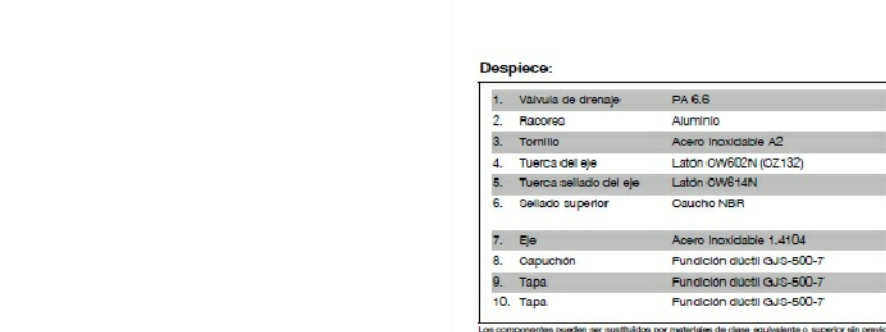 Despiece:
1. Válvula de drenaje PA 6.6
2. Racores Aluminio
3. Tornillo Acero Inoxidable A2
4. Tuerca del eje Latón CW602N (CZ132)
5. Tuerca sellado del eje Latón CW614N
6. Sellado superior Caucho NBR
7. Eje Acero Inoxidable 1.4104
8. Capuchón Fundición dúctil GJS-500-7
9. Tapa Fundición dúctil GJS-500-7
10. Tapa Fundición dúctil GJS-500-7
Los componentes pueden ser sustituidos por materiales de clase equivalente o superior sin previo